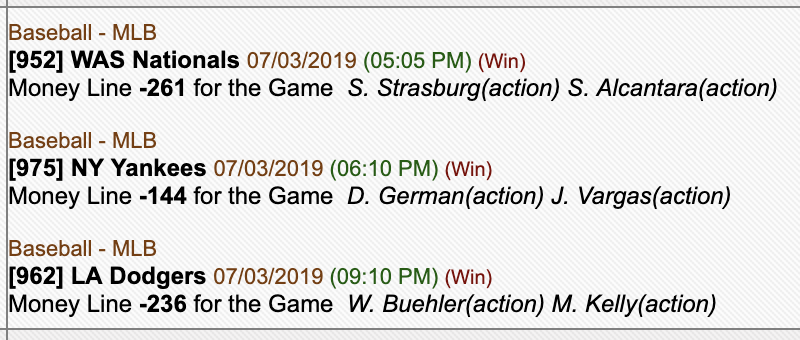 Baseball - MLB
[952] WAS Nationals 07/03/2019 (05:05 PM) (Win)
Money Line -261 for the Game S. Strasburg(action) S. Alcantara(action)
Baseball - MLB
[975] NY Yankees 07/03/2019 (06:10 PM) (Win)
Money Line -144 for the Game D. German(action) J. Vargas(action)
Baseball - MLB
[962] LA Dodgers 07/03/2019 (09:10 PM) (Win)
Money Line -236 for the Game W. Buehler(action) M. Kelly(action)